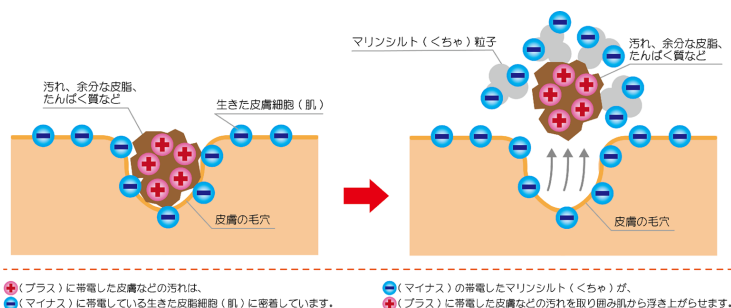 汚れ、余分な皮脂、
たんぱく質など
生きた皮膚細胞(肌)
皮膚の毛穴
マリンシルト(くちゃ)粒子
汚れ、余分な皮脂、
たんぱく質など
皮膚の毛穴
(プラス)に帯電した皮膚などの汚れは、
(マイナス)に帯電している生きた皮脂細胞(肌)に密着しています。
(マイナス)の帯電したマリンシルト(くちゃ)が、
(プラス)に帯電した皮膚などの汚れを取り囲み肌から浮き上がらせます。